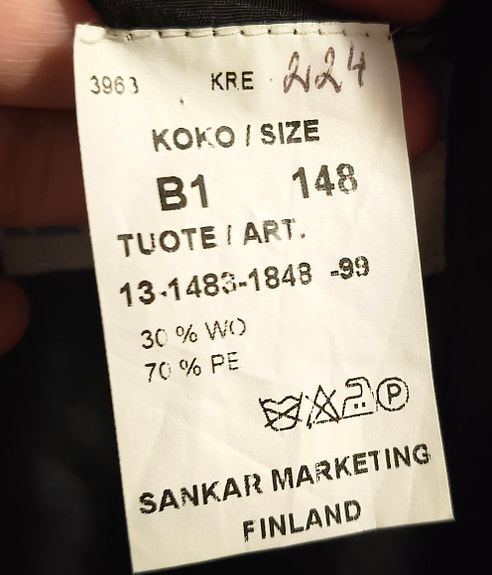 3963 KRE 224
KOKO / SIZE
B1 148
TUOTE / ART.
13-1483-1848 -99
30 % WO
70 % PE
P
SANKAR MARKETING
FINLAND